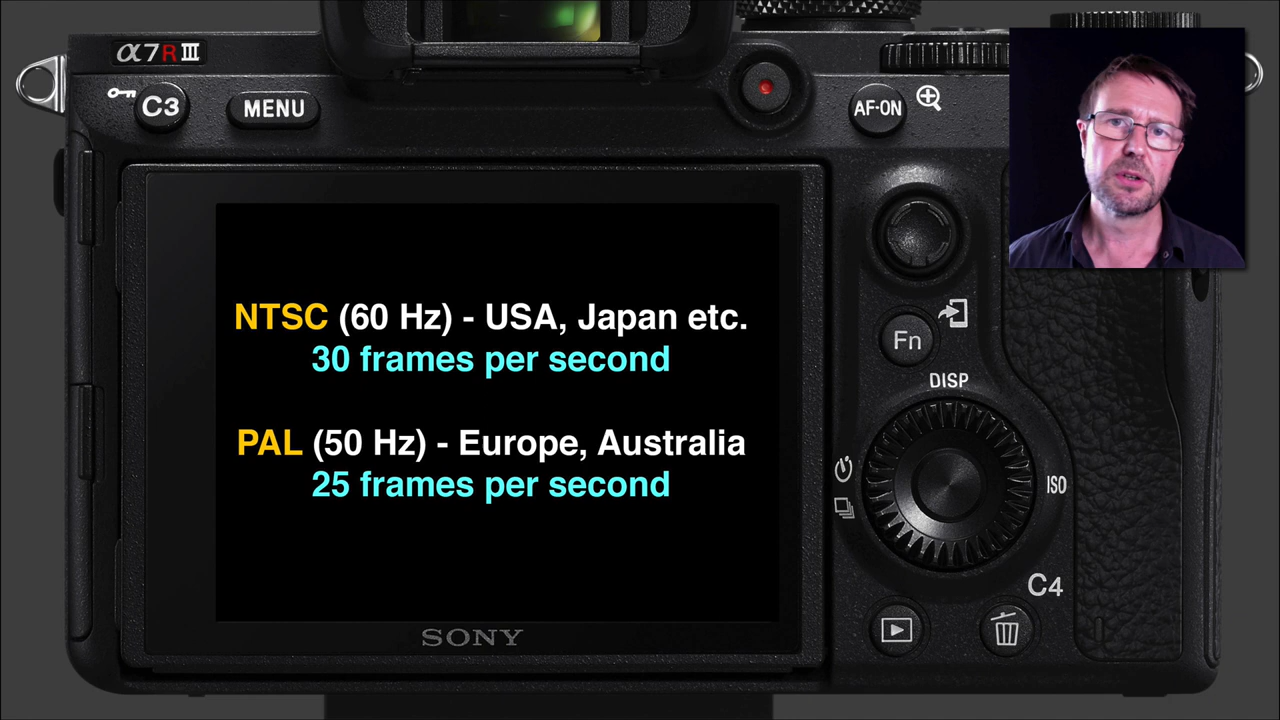 α7RIII
C3
MENU
AF-ON
NTSC (60 Hz) - USA, Japan etc.
30 frames per second
PAL (50 Hz) - Europe, Australia
25 frames per second
Fn
DISP
ISO
C4
SONY